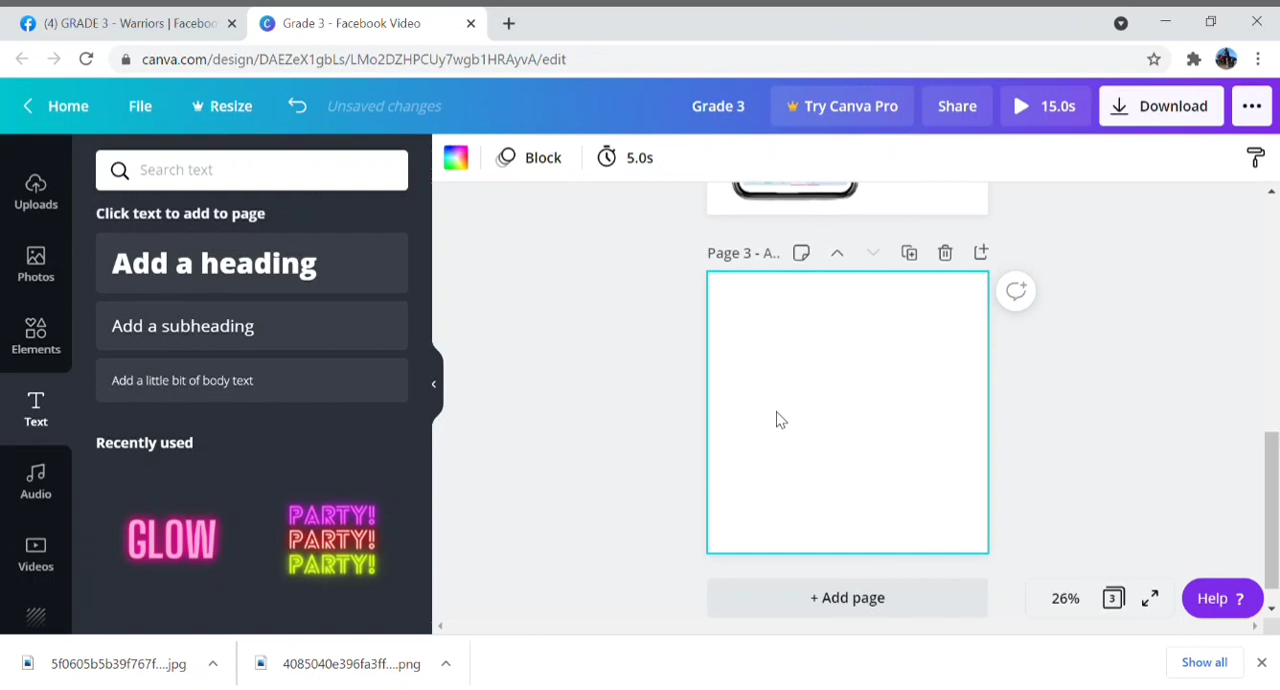 (4) GRADE 3 - Warriors | Facebo
Grade 3 - Facebook Video
canva.com/design/DAEZeX1gbLs/LMo2DZHPCUy7wgb1HRAyvA/edit
Home File Resize Unsaved changes Grade 3 Try Canva Pro Share 15.0s Download
Search text
Block 5.0s
Uploads
Photos
Elements
Text
Audio
Videos
Click text to add to page
Add a heading
Add a subheading
Add a little bit of body text
Recently used
GLOW
PARTY!
PARTY!
PARTY!
Page 3 - A..
+ Add page
26% 3 Help ?
5f0605b5b39f767f....jpg
4085040e396fa3ff....png
Show all